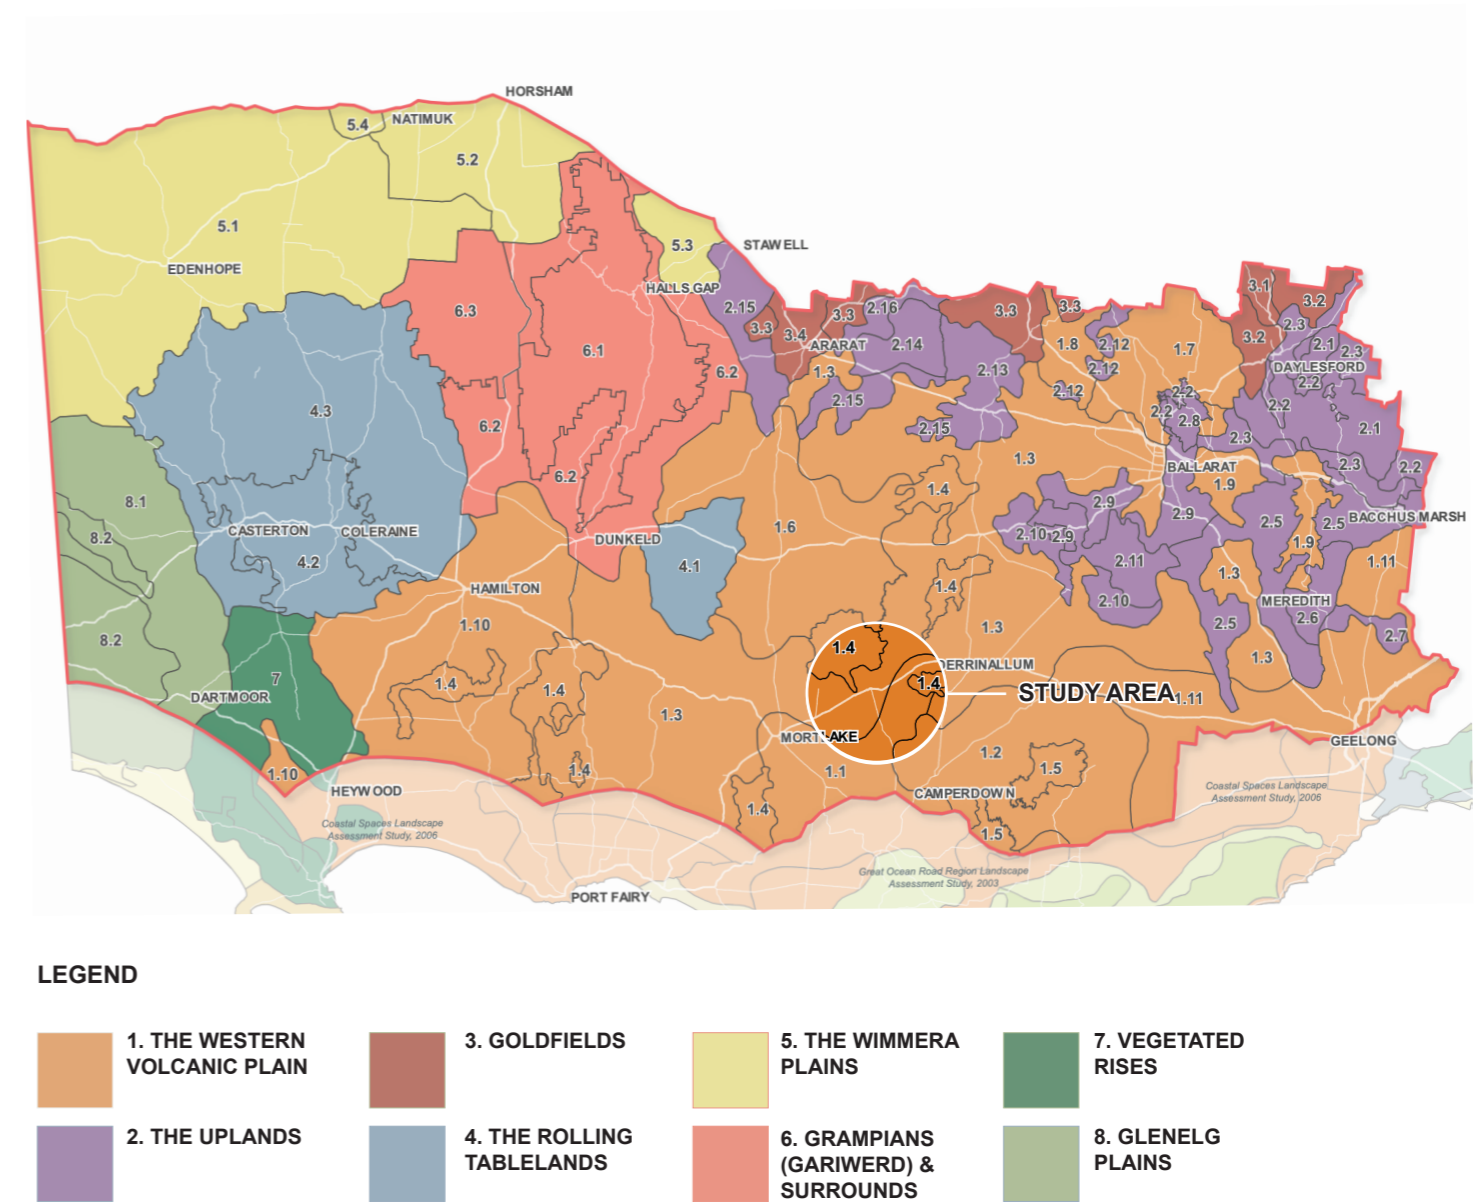 HORSHAM
5.4
NATIMUK
5.2
5.1
5.3
STAWELL
EDENHOPE
HALLS GAP
3.1
3.2
2.15
3.3
3.4
3.3
2.16
3.3
3.3
6.3
2.3
3.2
2.1
2.3
6.1
ARARAT
2.14
1.8
2.12
1.7
DAYLESFORD
6.2
1.3
2.13
2.12
2.2
2.12
2.2
4.3
2.15
2.2
2.8
2.2
6.2
2.15
2.3
2.1
1.3
BALLARAT
2.3
2.2
6.2
1.4
1.9
8.1
2.9
2.9
2.5
2.5
BACCHUS MARSH
CASTERTON
COLERAINE
1.6
8.2
DUNKELD
2.10
2.9
1.9
4.2
4.1
2.11
1.11
1.3
HAMILTON
1.4
2.10
MEREDITH
2.6
1.10
1.3
2.5
8.2
2.7
1.4
1.3
DERRINALLUM
7
1.4
1.4
1.4
STUDY AREA
1.11
DARTMOOR
1.3
MORTLAKE
GEELONG
1.2
1.5
1.10
1.4
1.1
HEYWOOD
CAMPERDOWN
Coastal Spaces Landscape
Assessment Study, 2006
1.4
Coastal Spaces Landscape
Assessment Study, 2006
1.5
Great Ocean Road Region Landscape
Assessment Study, 2003
PORT FAIRY
LEGEND
1. THE WESTERN
VOLCANIC PLAIN
3. GOLDFIELDS
5. THE WIMMERA
PLAINS
7. VEGETATED
RISES
2. THE UPLANDS
4. THE ROLLING
TABLELANDS
6. GRAMPIANS
(GARIWERD) &
SURROUNDS
8. GLENELG
PLAINS